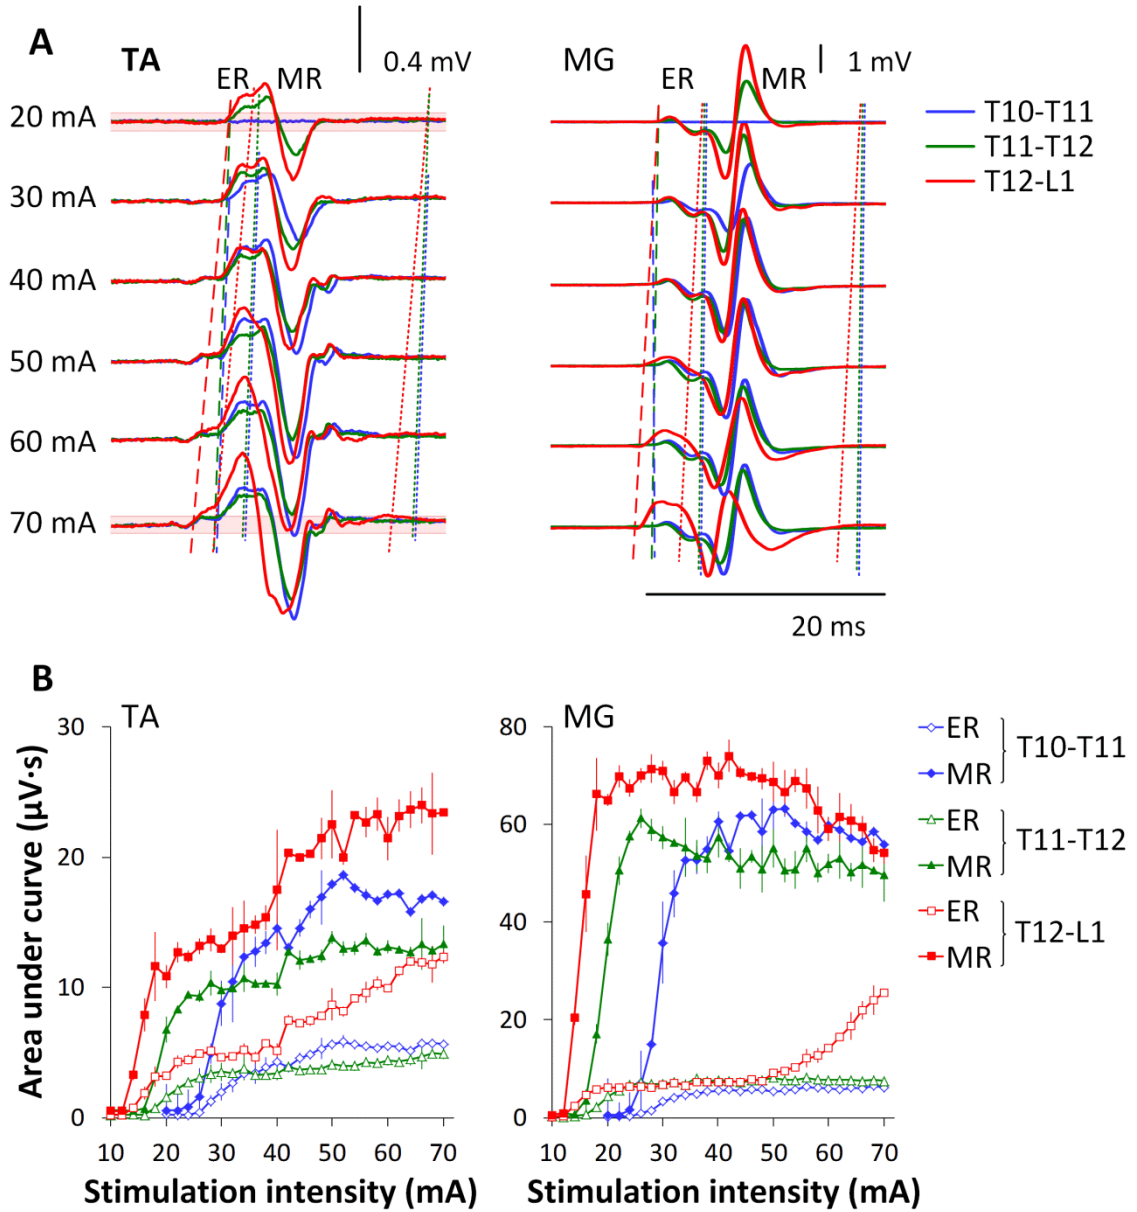 A TA 0.4 mV MG 1 mV
ER MR ER MR
20 mA
30 mA
40 mA
50 mA
60 mA
70 mA
T10-T11
T11-T12
T12-L1
20 ms
B
TA MG
Area under curve (µV·s)
30
20
10
0
10 20 30 40 50 60 70
Stimulation intensity (mA)
80
60
40
20
0
10 20 30 40 50 60 70
Stimulation intensity (mA)
ER
MR
T10-T11
ER
MR
T11-T12
ER
MR
T12-L1